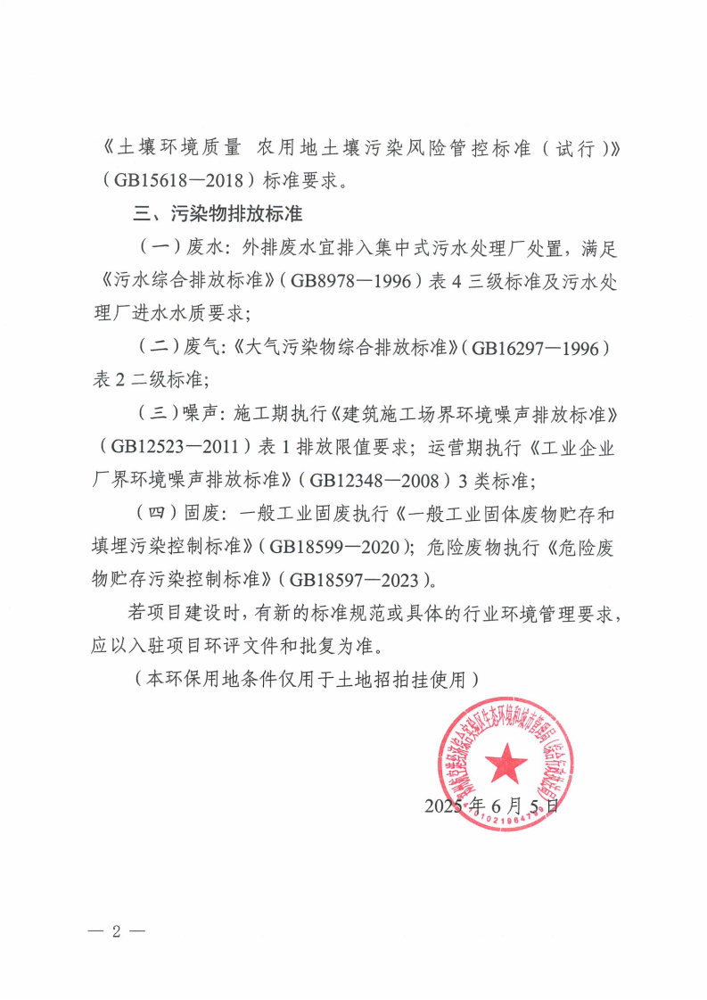 《土壤环境质量 农用地土壤污染风险管控标准（试行）》
（GB15618—2018）标准要求。
三、污染物排放标准
（一）废水：外排废水宜排入集中式污水处理厂处置，满足
《污水综合排放标准》（GB8978—1996）表 4 三级标准及污水处
理厂进水水质要求；
（二）废气：《大气污染物综合排放标准》（GB16297—1996）
表 2 二级标准；
（三）噪声：施工期执行《建筑施工场界环境噪声排放标准》
（GB12523—2011）表 1 排放限值要求；运营期执行《工业企业
厂界环境噪声排放标准》（GB12348—2008）3 类标准；
（四）固废：一般工业固废执行《一般工业固体废物贮存和
填埋污染控制标准》（GB18599—2020）；危险废物执行《危险废
物贮存污染控制标准》（GB18597—2023）。
若项目建设时，有新的标准规范或具体的行业环境管理要求，
应以入驻项目环评文件和批复为准。
（本环保用地条件仅用于土地招拍挂使用）
2025 年 6 月 5 日
— 2 —